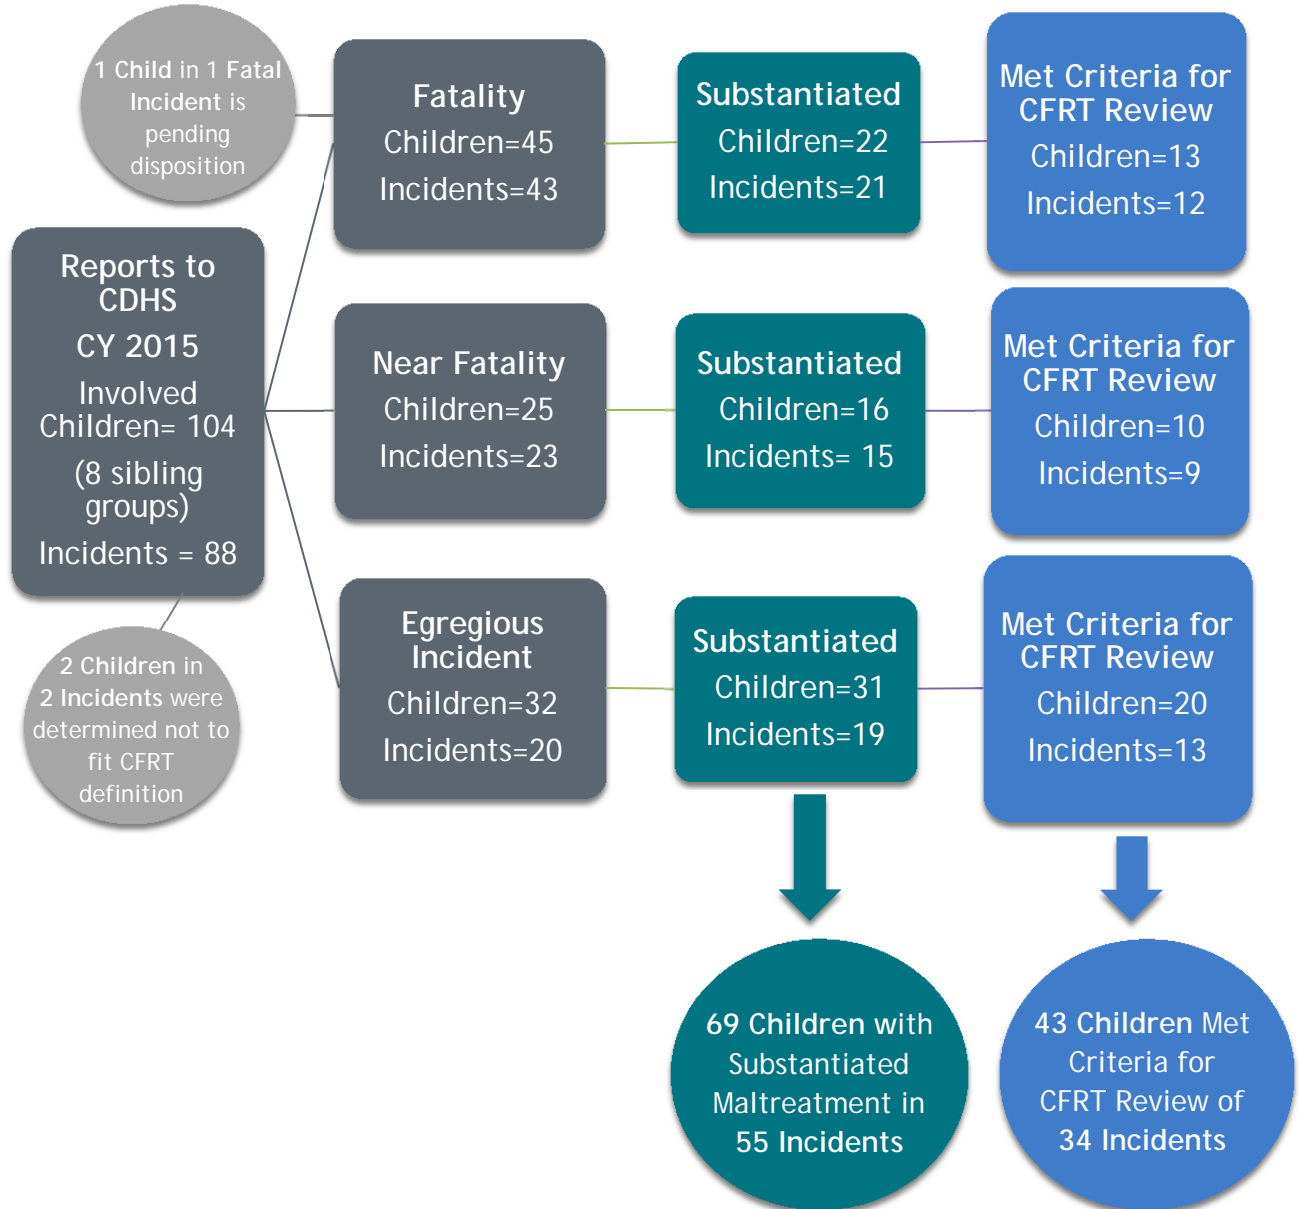 1 Child in 1 Fatal
Incident is
pending
disposition
Reports to
CDHS
CY 2015
Involved
Children= 104
(8 sibling
groups)
Incidents = 88
2 Children in
2 Incidents were
determined not to
fit CFRT
definition
Fatality
Children=45
Incidents=43
Substantiated
Children=22
Incidents=21
Met Criteria for
CFRT Review
Children=13
Incidents=12
Near Fatality
Children=25
Incidents=23
Substantiated
Children=16
Incidents= 15
Met Criteria for
CFRT Review
Children=10
Incidents=9
Egregious
Incident
Children=32
Incidents=20
Substantiated
Children=31
Incidents=19
Met Criteria for
CFRT Review
Children=20
Incidents=13
69 Children with
Substantiated
Maltreatment in
55 Incidents
43 Children Met
Criteria for
CFRT Review of
34 Incidents